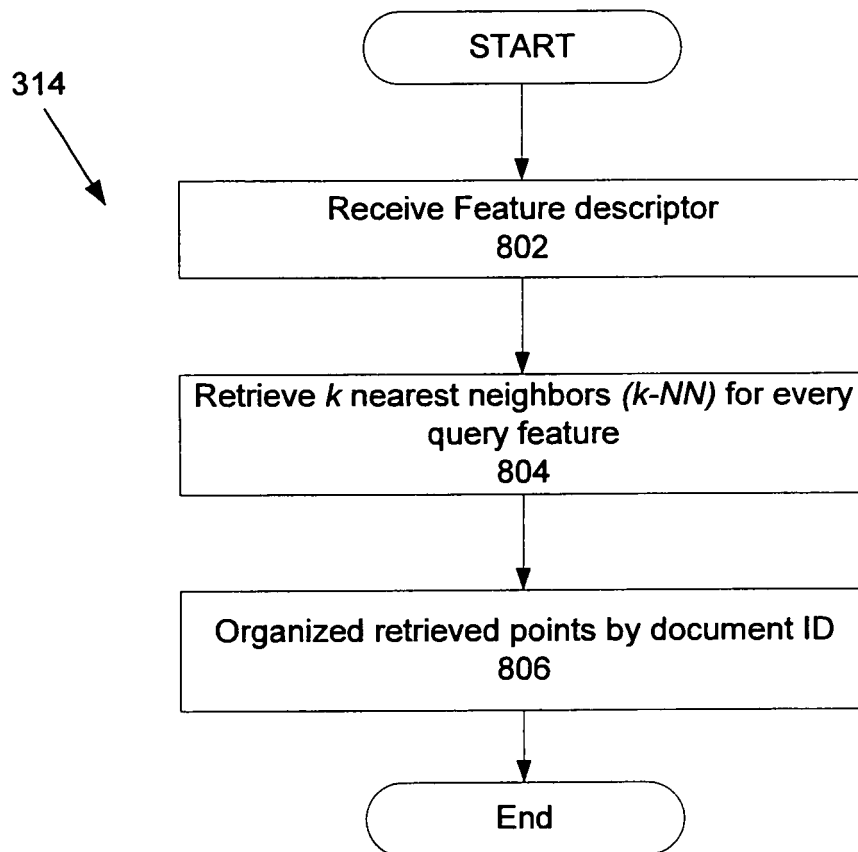 START
314
Receive Feature descriptor
802
Retrieve k nearest neighbors (k-NN) for every
query feature
804
Organized retrieved points by document ID
806
End